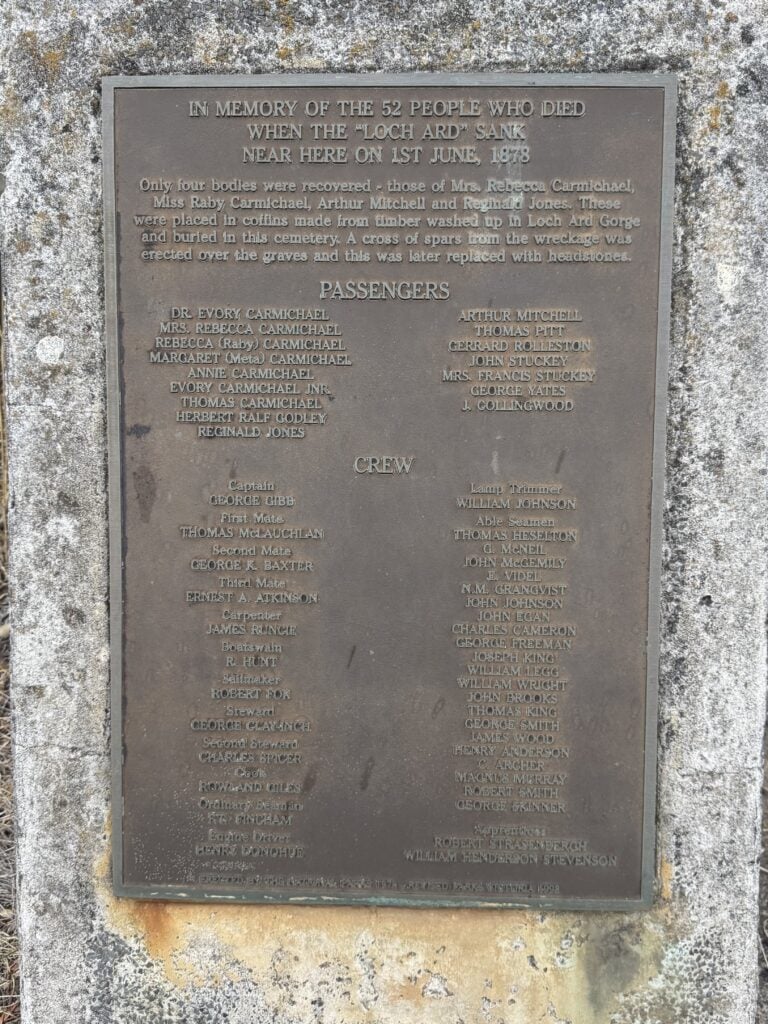 IN MEMORY OF THE 52 PEOPLE WHO DIED
WHEN THE "LOCH ARD" SANK
NEAR HERE ON 1ST JUNE, 1878
Only four bodies were recovered - those of Mrs. Rebecca Carmichael,
Miss Raby Carmichael, Arthur Mitchell and Reginald Jones. These
were placed in coffins made from timber washed up in Loch Ard Gorge
and buried in this cemetery. A cross of spars from the wreckage was
erected over the graves and this was later replaced with headstones.
PASSENGERS
DR. EVORY CARMICHAEL
MRS. REBECCA CARMICHAEL
REBECCA (Raby) CARMICHAEL
MARGARET (Meta) CARMICHAEL
ANNIE CARMICHAEL
EVORY CARMICHAEL JNR.
THOMAS CARMICHAEL
HERBERT RALF GODLEY
REGINALD JONES
ARTHUR MITCHELL
THOMAS PITT
GERRARD ROLLESTON
JOHN STUCKEY
MRS. FRANCIS STUCKEY
GEORGE YATES
J. COLLINGWOOD
CREW
Captain
GEORGE GIBB
First Mate
THOMAS McLAUCHLAN
Second Mate
GEORGE K. BAXTER
Third Mate
ERNEST A. ATKINSON
Carpenter
JAMES RUNCIE
Boatswain
R. HUNT
Sailmaker
ROBERT FOX
Steward
GEORGE
Second Steward
CHARLES SPICER
Cook
ROWLAND GILES
Ordinary Seaman
FINCHAM
Engine Driver
HENRY DONOGHUE
Lamp Trimmer
WILLIAM JOHNSON
Able Seamen
THOMAS HESELTON
McNEIL
JOHN McGEMILY
E. VIDEL
N.M. GRANQVIST
JOHN JOHNSON
JOHN EGAN
CHARLES CAMERON
GEORGE FREEMAN
JOSEPH KING
WILLIAM LEGG
WILLIAM WRIGHT
JOHN BROOKS
THOMAS KING
GEORGE SMITH
JAMES WOOD
HENRY ANDERSON
C. ARCHER
MAGNUS MURRAY
ROBERT SMITH
GEORGE SKINNER
Apprentices
ROBERT STRASENBERGH
WILLIAM HENDERSON STEVENSON